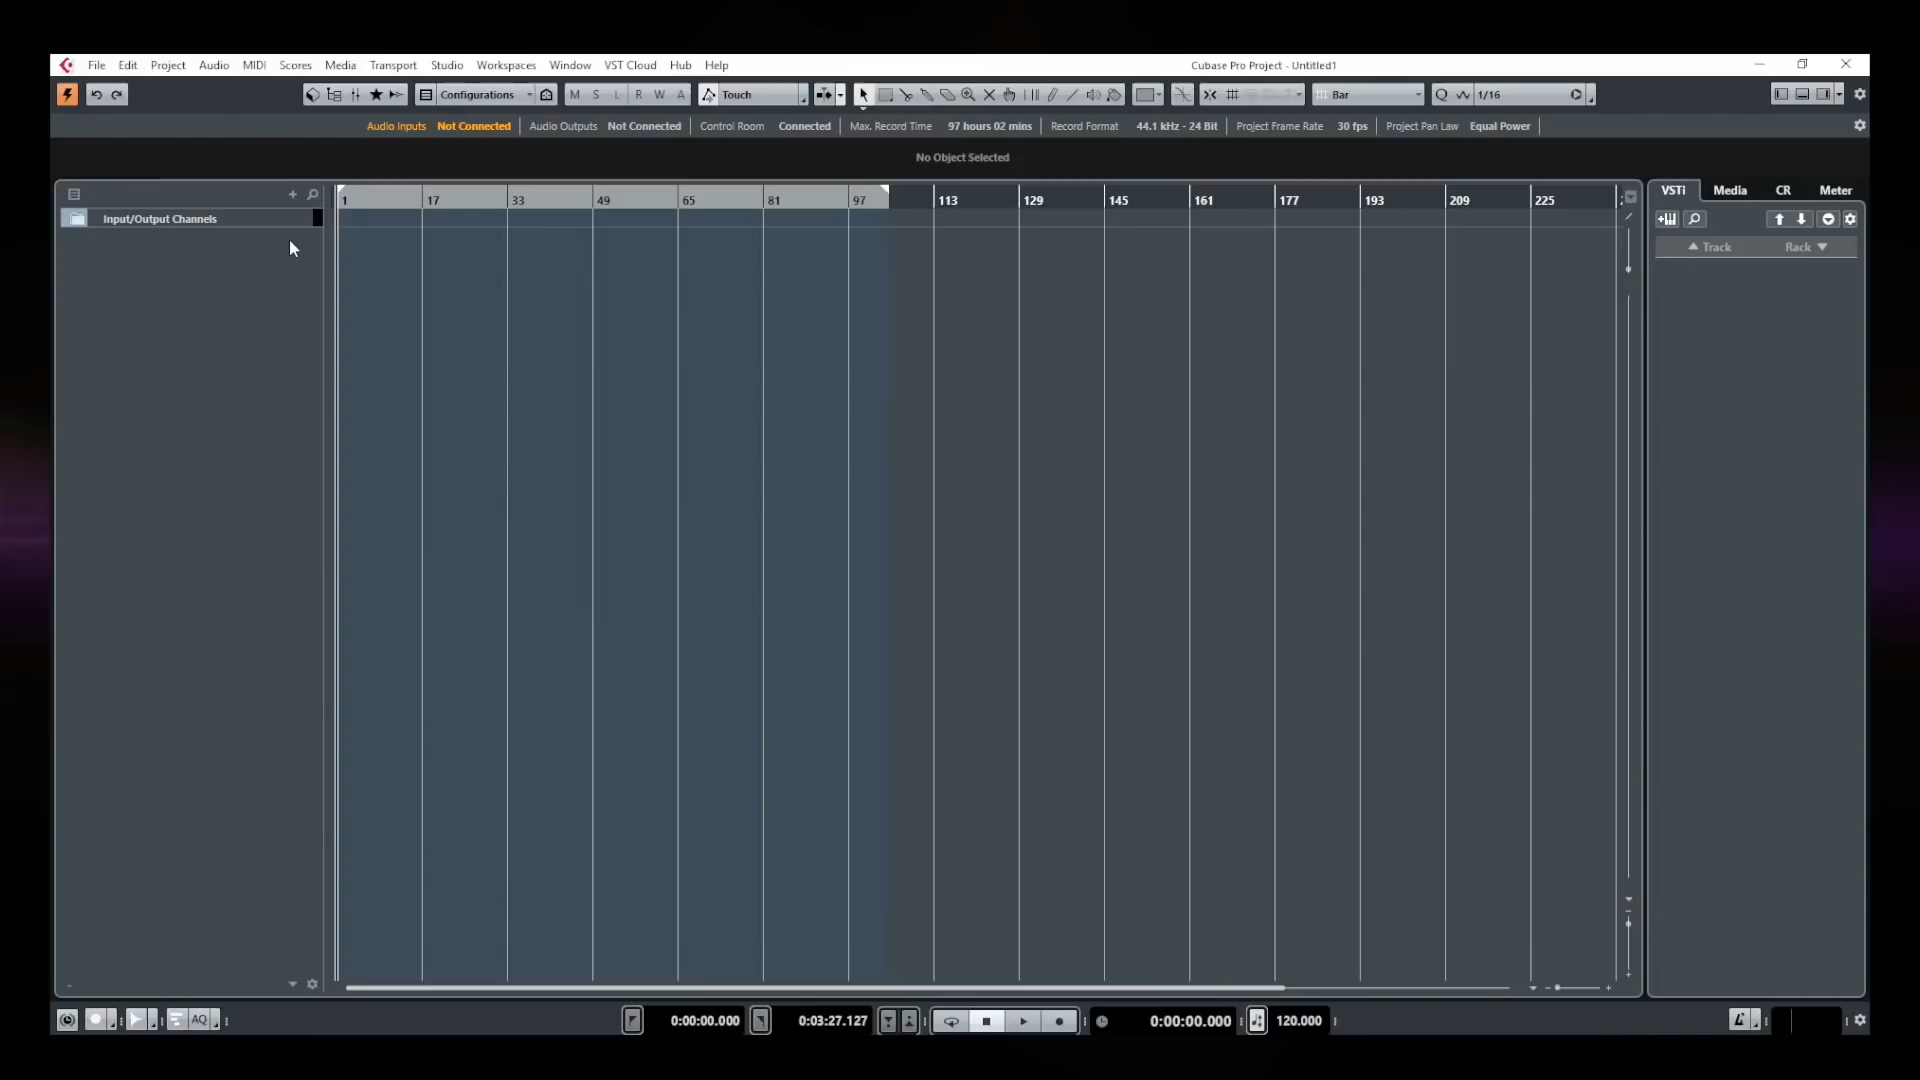 File Edit Project Audio MIDI Scores Media Transport Studio Workspaces Window VST Cloud Hub Help Cubase Pro Project - Untitled1
Configurations M S L R W A Touch Bar Q 1/16
Audio Inputs Not Connected Audio Outputs Not Connected Control Room Connected Max. Record Time 97 hours 02 mins Record Format 44.1 kHz - 24 Bit Project Frame Rate 30 fps Project Pan Law Equal Power
No Object Selected
VSTi Media CR Meter
1 17 33 49 65 81 97 113 129 145 161 177 193 209 225
Input/Output Channels
Track Rack
AQ 0:00:00.000 0:03:27.127 0:00:00.000 120.000